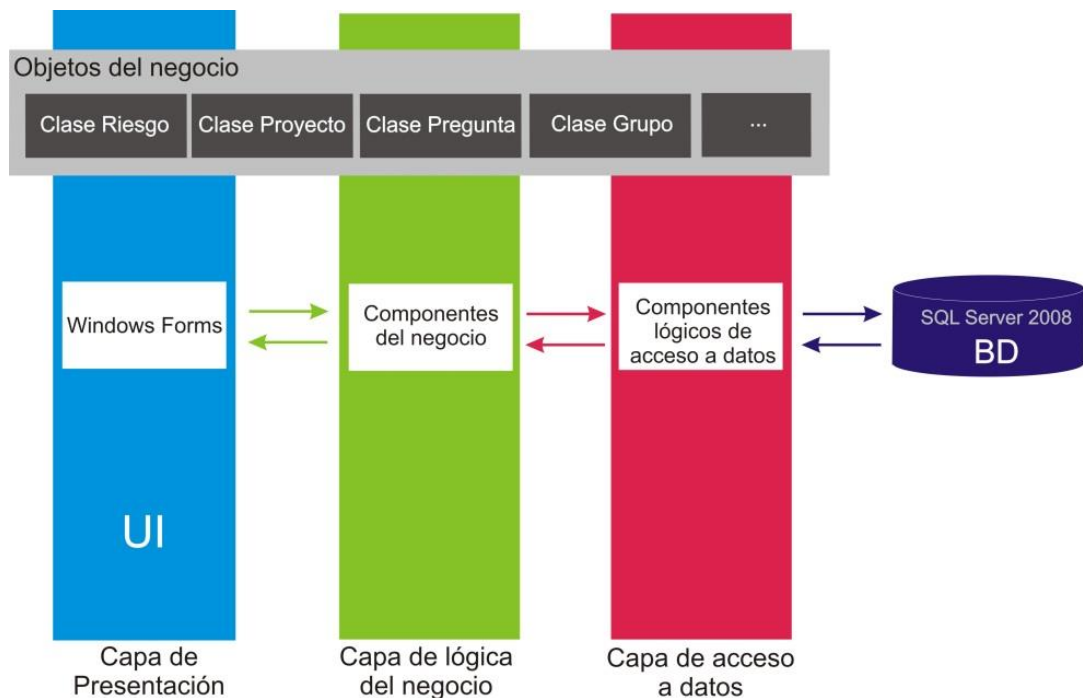 Objetos del negocio
Clase Riesgo
Clase Proyecto
Clase Pregunta
Clase Grupo
...
Windows Forms
Componentes
del negocio
Componentes
lógicos de
acceso a datos
SQL Server 2008
BD
UI
Capa de
Presentación
Capa de lógica
del negocio
Capa de acceso
a datos